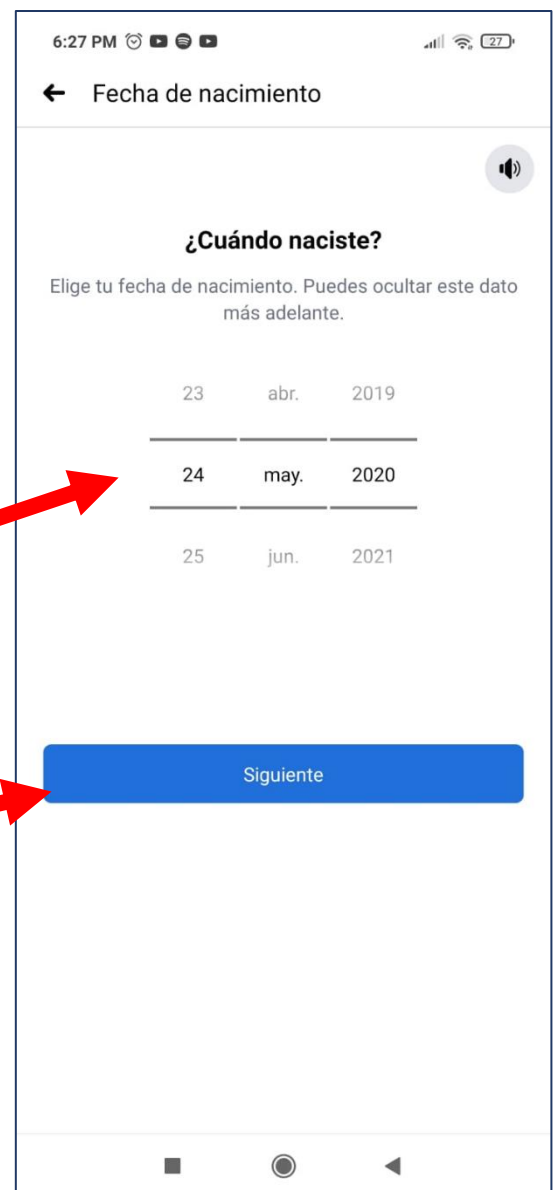 6:27 PM 27
Fecha de nacimiento
¿Cuándo naciste?
Elige tu fecha de nacimiento. Puedes ocultar este dato
más adelante.
23 abr. 2019
24 may. 2020
25 jun. 2021
Siguiente